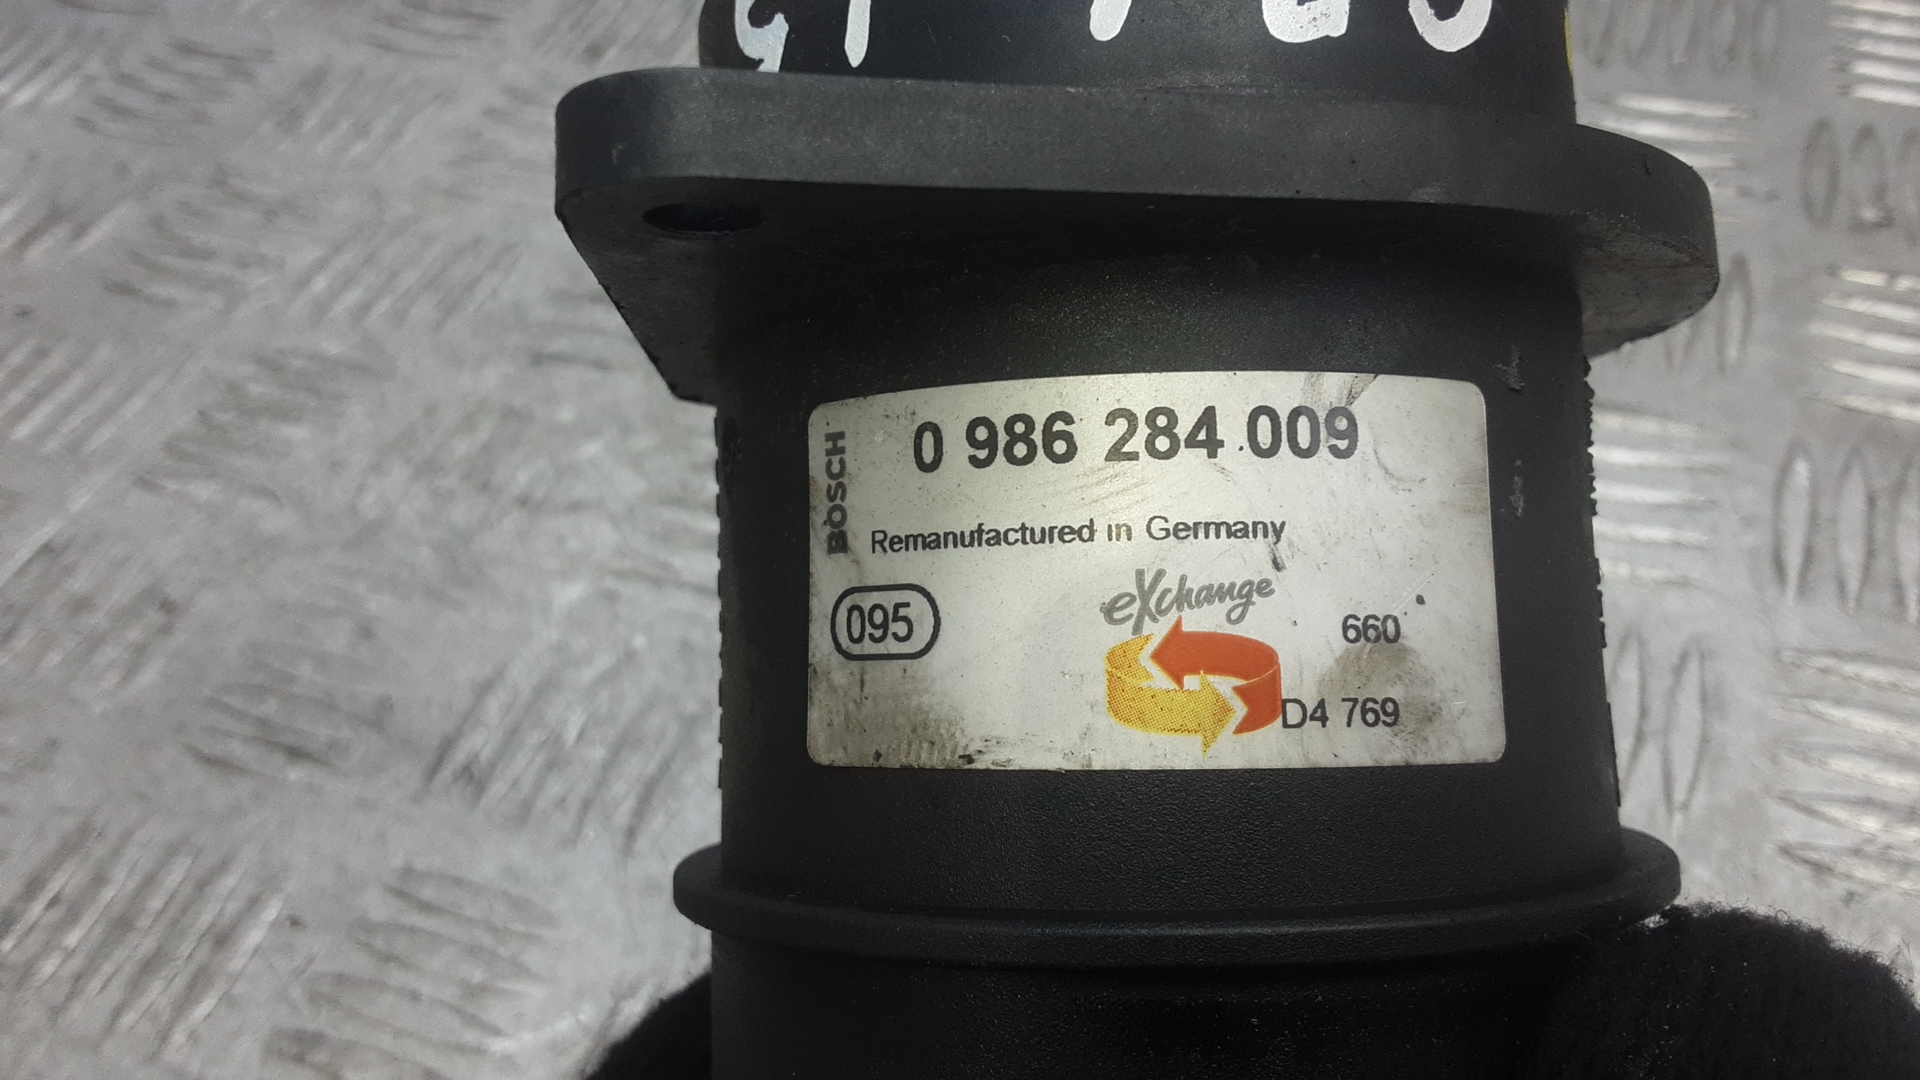 0 986 284 009
BOSCH
Remanufactured in Germany
eXchange
095
660
D4 769